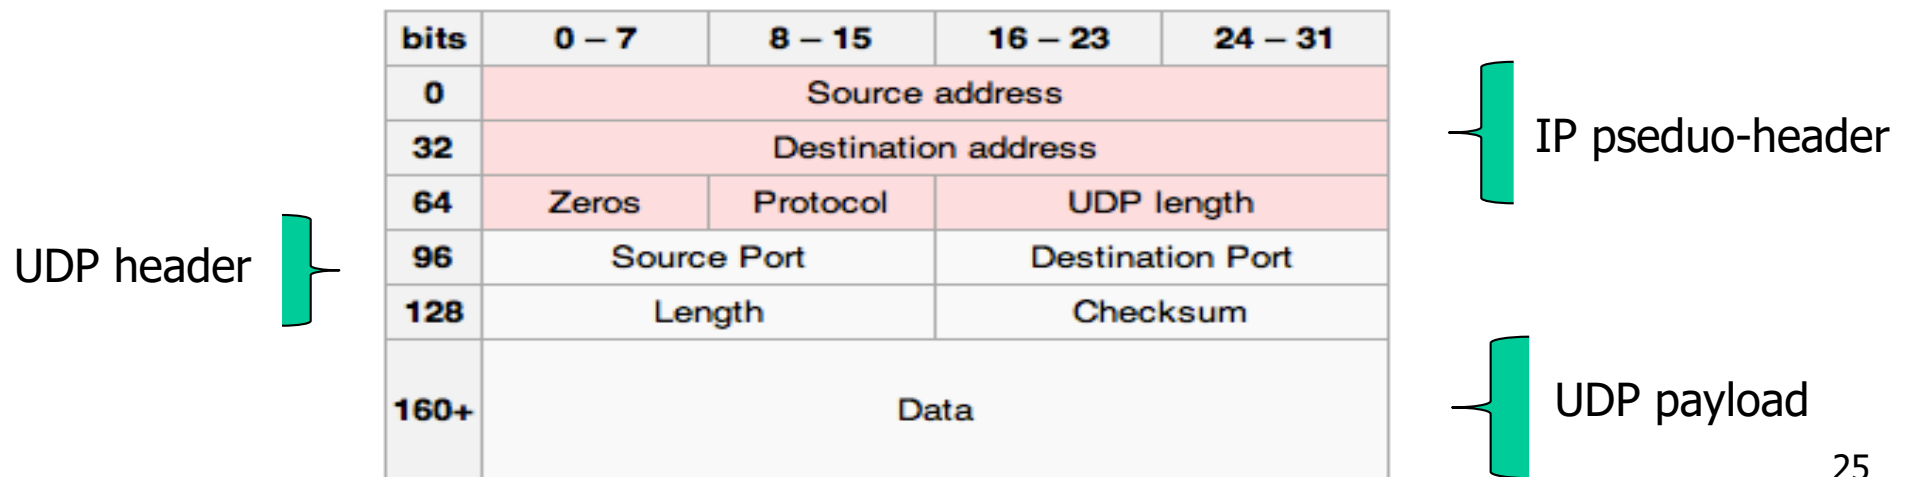 bits 0 – 7 8 – 15 16 – 23 24 – 31
0 Source address
32 Destination address
IP pseduo-header
64 Zeros Protocol UDP length
UDP header
96 Source Port Destination Port
128 Length Checksum
160+ Data
UDP payload
25